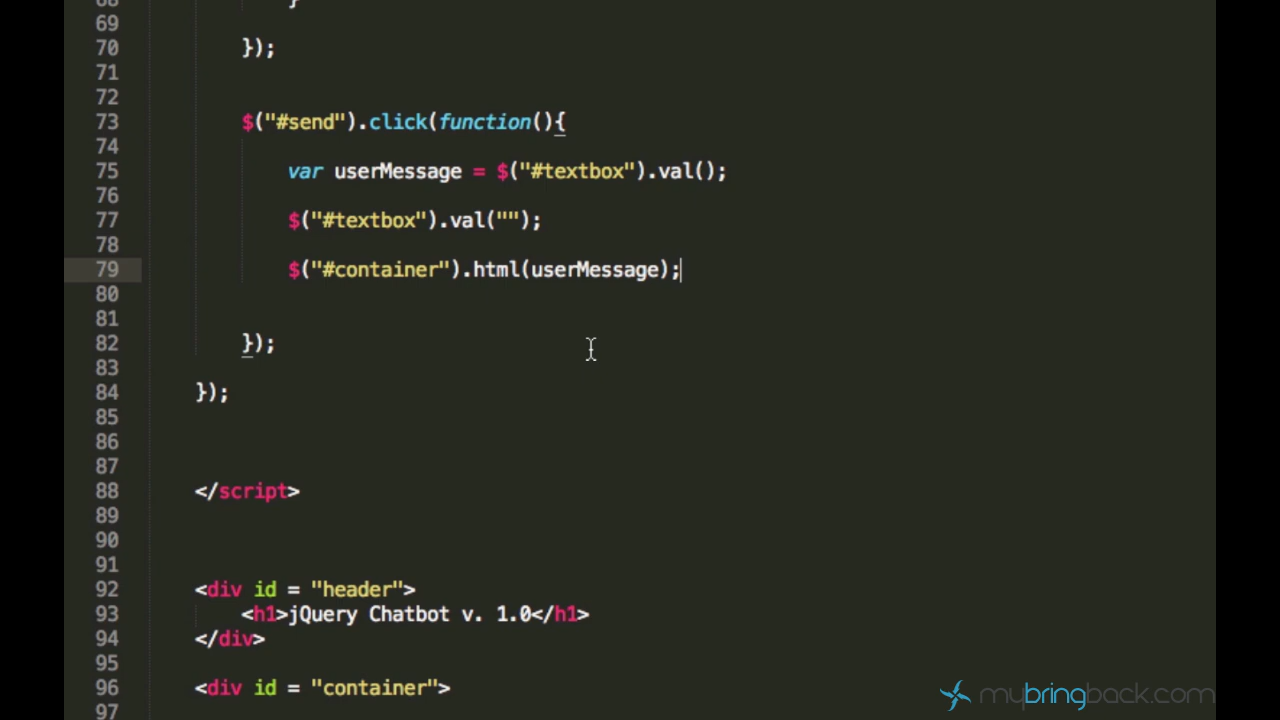 68 }
69
70 });
71
72
73 $("#send").click(function(){
74
75 var userMessage = $("#textbox").val();
76
77 $("#textbox").val("");
78
79 $("#container").html(userMessage);
80
81
82 });
83
84 });
85
86
87
88 </script>
89
90
91
92 <div id = "header">
93 <h1>jQuery Chatbot v. 1.0</h1>
94 </div>
95
96 <div id = "container">
97
mybringback.com